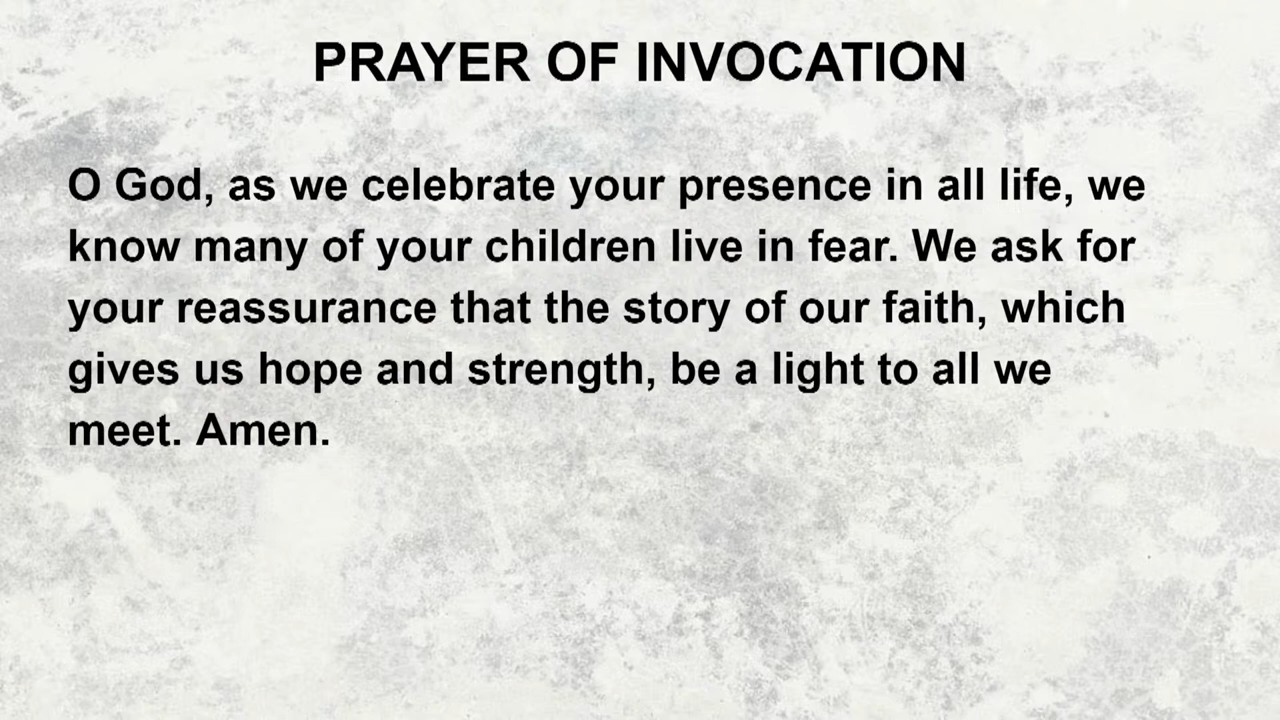 PRAYER OF INVOCATION
O God, as we celebrate your presence in all life, we
know many of your children live in fear. We ask for
your reassurance that the story of our faith, which
gives us hope and strength, be a light to all we
meet. Amen.